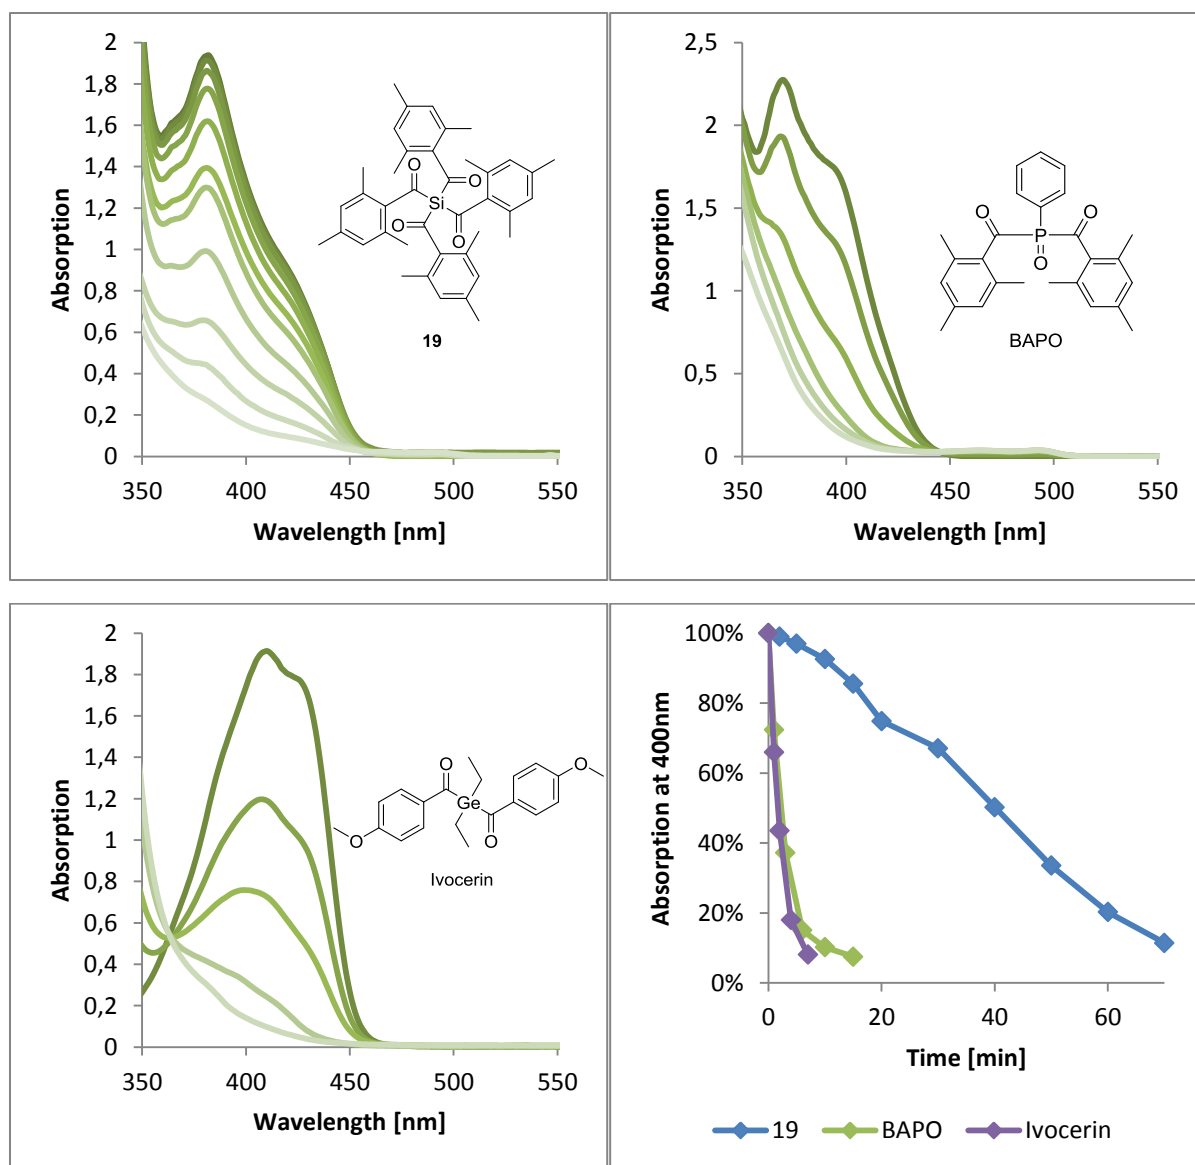 2
1,8
1,6
1,4
1,2
1
0,8
0,6
0,4
0,2
0
350 400 450 500 550
Absorption
Wavelength [nm]
O O
Si
O O
19
2,5
2
1,5
1
0,5
0
350 400 450 500 550
Absorption
Wavelength [nm]
O O
P
O
BAPO
2
1,8
1,6
1,4
1,2
1
0,8
0,6
0,4
0,2
0
350 400 450 500 550
Absorption
Wavelength [nm]
O O
Ge
O O
Ivocerin
100%
80%
60%
40%
20%
0%
0 20 40 60
Absorption at 400nm
Time [min]
19 BAPO Ivocerin